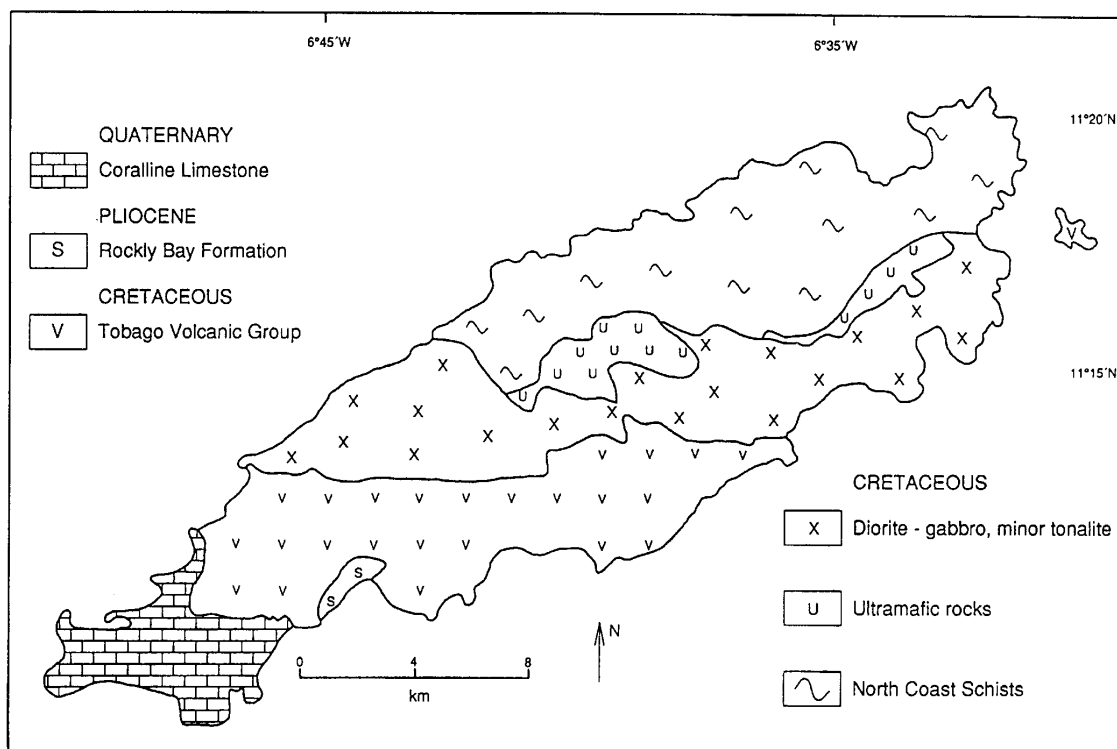 6°45´W
6°35´W
11°20´N
11°15´N
QUATERNARY
Coralline Limestone
PLIOCENE
S
Rockly Bay Formation
CRETACEOUS
V
Tobago Volcanic Group
CRETACEOUS
X
Diorite - gabbro, minor tonalite
U
Ultramafic rocks
North Coast Schists
N
0 4 8
km
V
U
U U
X U
U U U U U
X X
X U U X U U U
X X X X X X
U X X X X
X X X X
X X X
V V V V
V V V V V V V V V
V V V V V V V V
V V S V
S